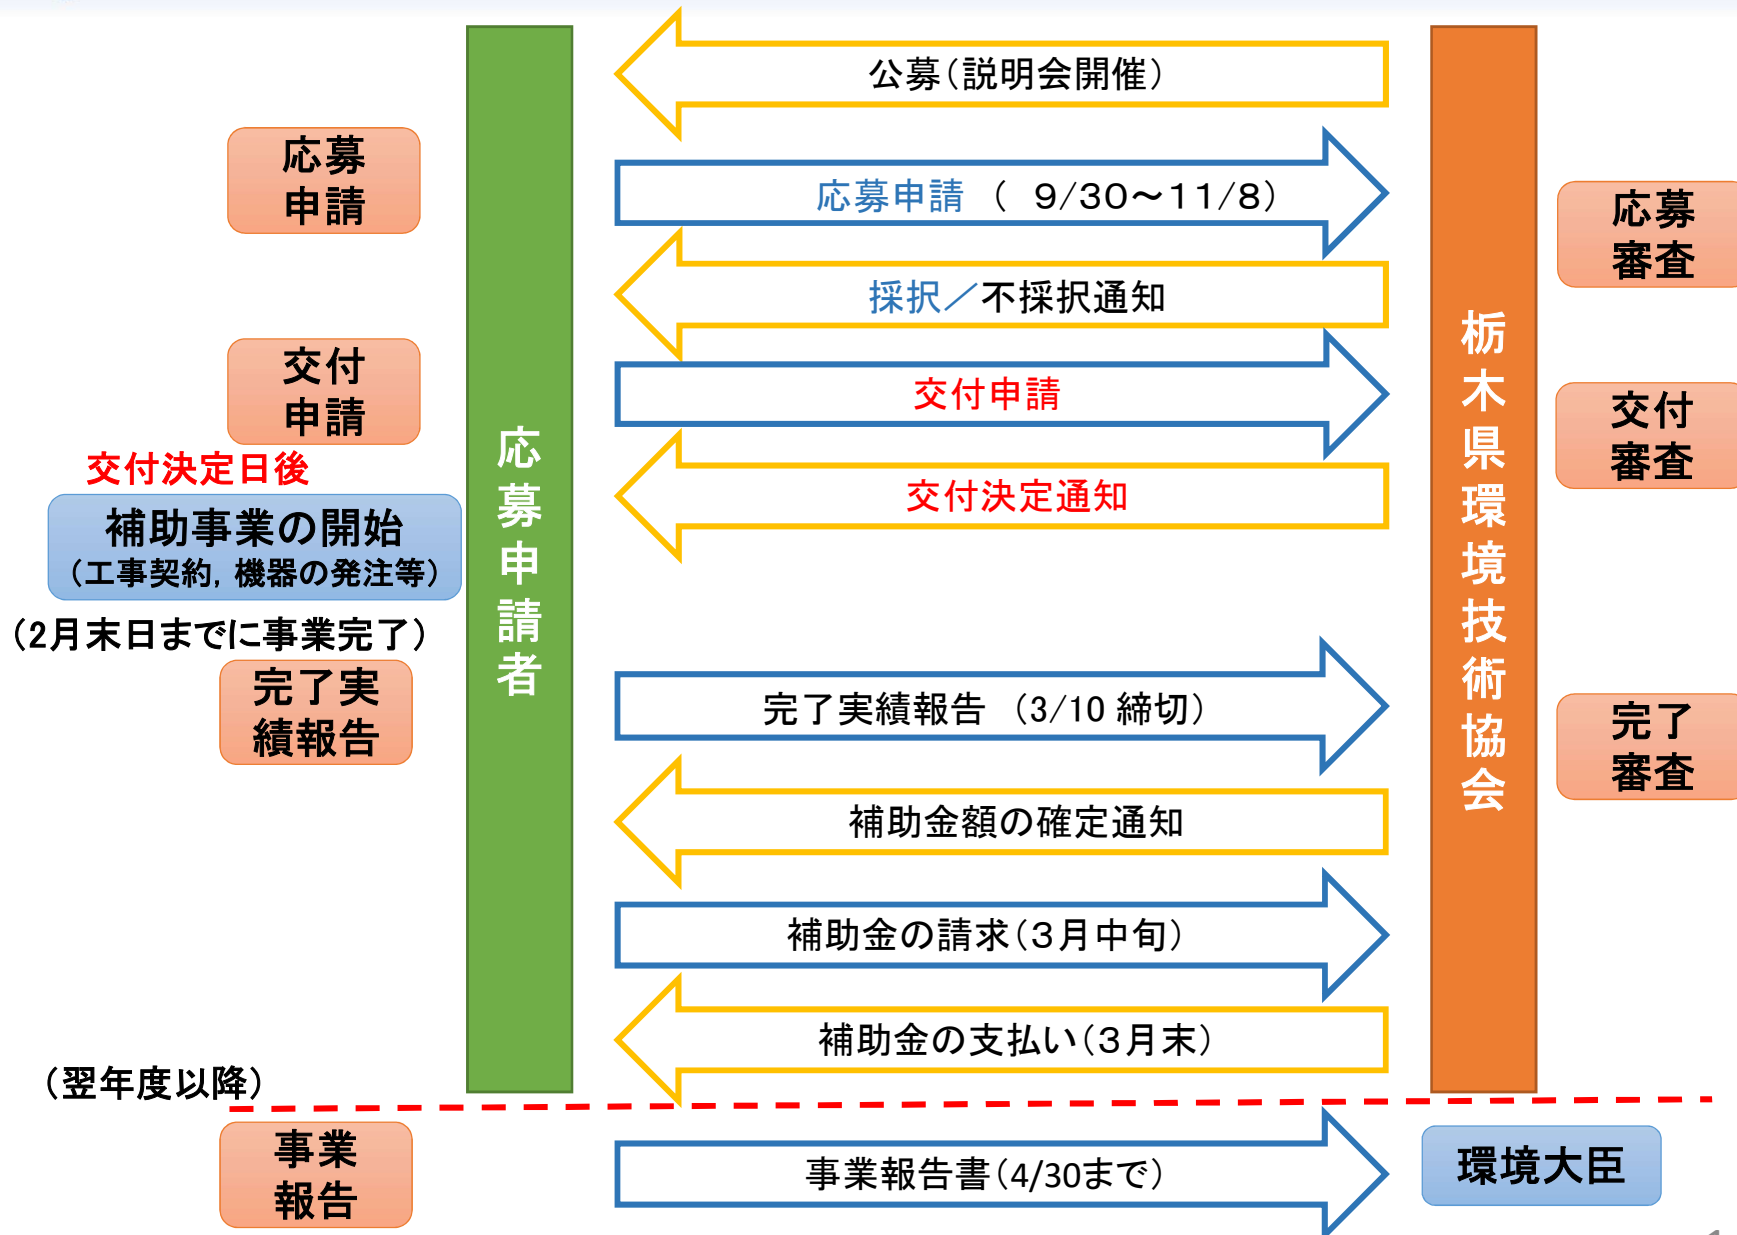 公募（説明会開催）
応募
申請
応募申請 （ 9/30～11/8）
応募
審査
採択／不採択通知
交付
申請
交付申請
交付
審査
交付決定日後
交付決定通知
補助事業の開始
（工事契約, 機器の発注等）
（2月末日までに事業完了）
完了実
績報告
完了実績報告 （3/10 締切）
完了
審査
補助金額の確定通知
補助金の請求（３月中旬）
補助金の支払い（３月末）
応募申請者
栃木県環境技術協会
（翌年度以降）
事業
報告
事業報告書（4/30まで）
環境大臣